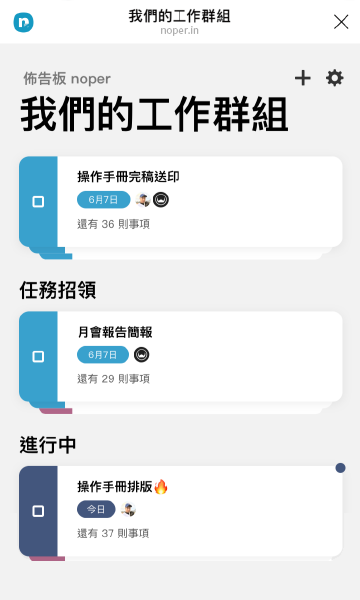 我們的工作群組
noper.in
佈告板 noper
我們的工作群組
操作手冊完稿送印
6月7日
還有 36 則事項
任務招領
月會報告簡報
6月7日
還有 29 則事項
進行中
操作手冊排版🔥
今日
還有 37 則事項